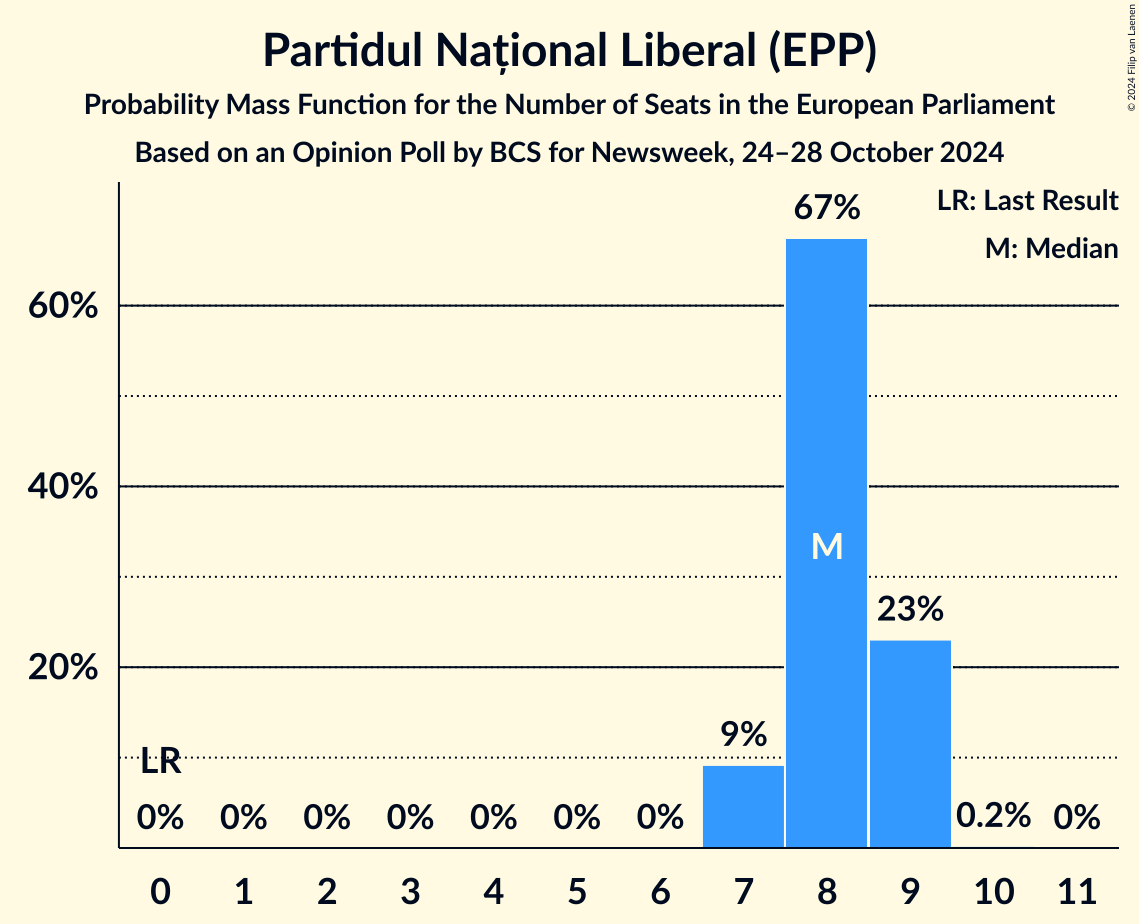 Partidul Național Liberal (EPP)
Probability Mass Function for the Number of Seats in the European Parliament
Based on an Opinion Poll by BCS for Newsweek, 24–28 October 2024
© 2024 Filip van Laenen
LR: Last Result
M: Median
67%
60%
40%
M
23%
20%
9%
LR
0% 0% 0% 0% 0% 0% 0% 0.2% 0%
0 1 2 3 4 5 6 7 8 9 10 11